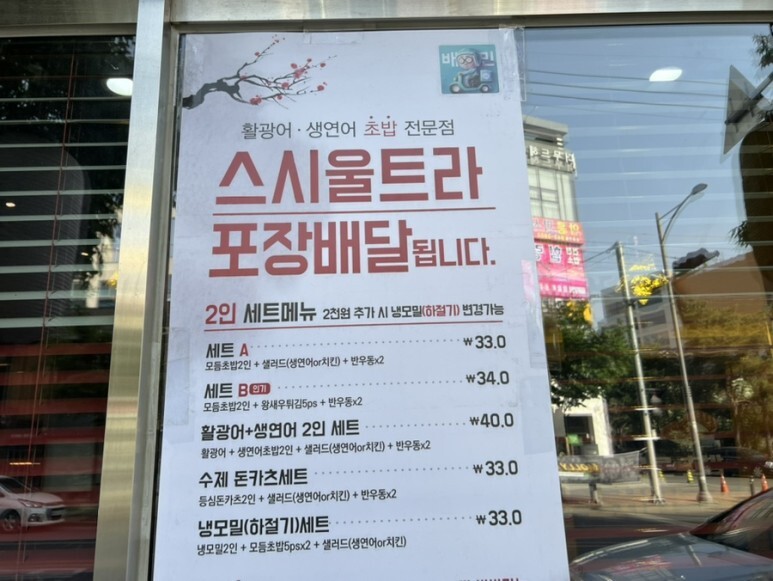 배민
활광어·생연어 초밥 전문점
스시울트라
포장배달됩니다.
2인 세트메뉴 2천원 추가 시 냉모밀(하절기) 변경가능
세트 A ₩33.0
모듬초밥2인 + 샐러드(생연어or치킨) + 반우동x2
세트 B 인기 ₩34.0
모듬초밥2인 + 왕새우튀김5ps + 반우동x2
활광어+생연어 2인 세트 ₩40.0
활광어 + 생연어초밥2인 + 샐러드(생연어or치킨) + 반우동x2
수제 돈카츠세트 ₩33.0
등심돈카츠2인 + 샐러드(생연어or치킨) + 반우동x2
냉모밀(하절기)세트 ₩33.0
냉모밀2인 + 모듬초밥5psx2 + 샐러드(생연어or치킨)